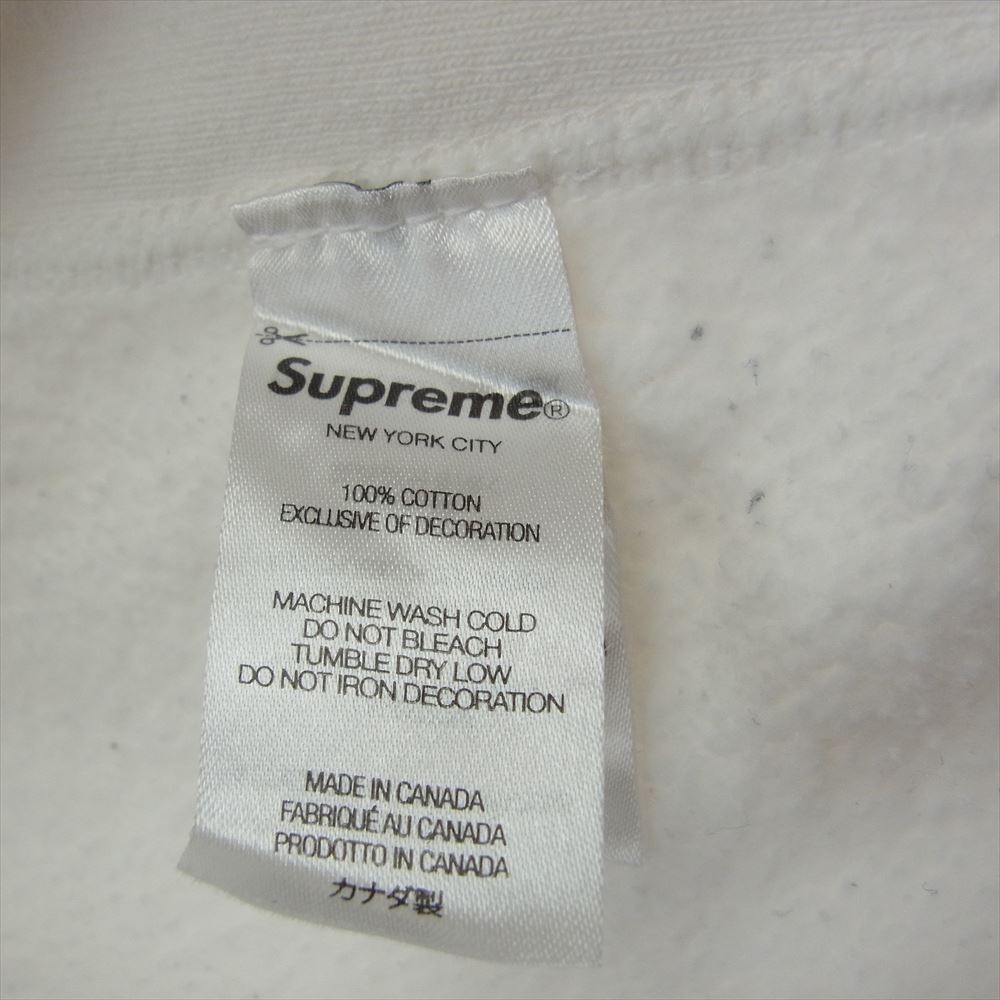 Supreme®
NEW YORK CITY
100% COTTON
EXCLUSIVE OF DECORATION
MACHINE WASH COLD
DO NOT BLEACH
TUMBLE DRY LOW
DO NOT IRON DECORATION
MADE IN CANADA
FABRIQUÉ AU CANADA
PRODOTTO IN CANADA
カナダ製